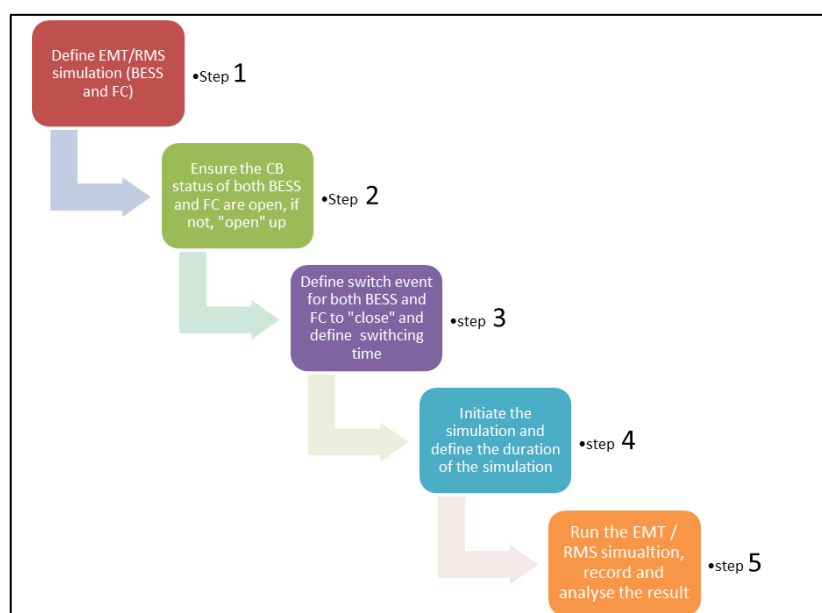 Define EMT/RMS
simulation (BESS
and FC)
•Step 1
Ensure the CB
status of both BESS
and FC are open, if
not, "open" up
•Step 2
Define switch event
for both BESS and
FC to "close" and
define swithcing
time
•step 3
Initiate the
simulation and
define the duration
of the simulation
•step 4
Run the EMT /
RMS simualtion,
record and
analyse the result
•step 5